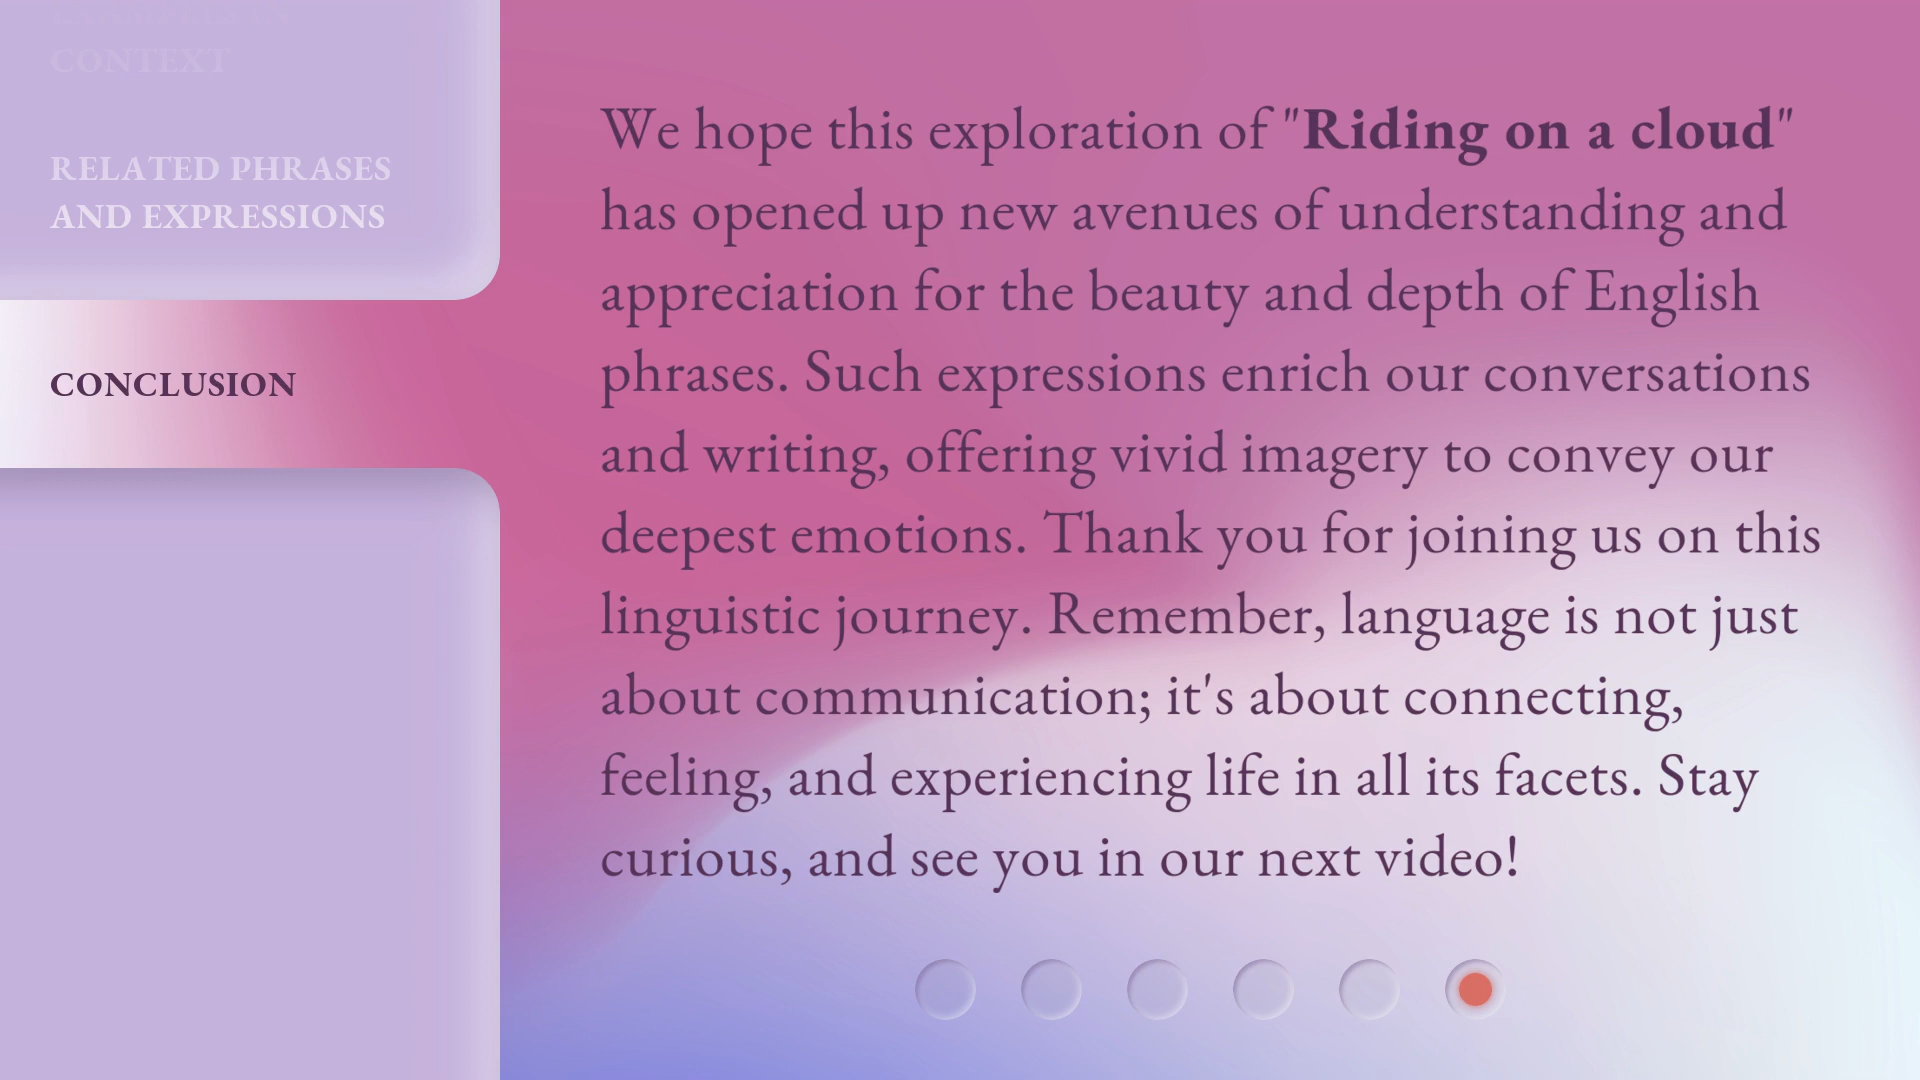 CONTEXT
RELATED PHRASES
AND EXPRESSIONS
CONCLUSION
We hope this exploration of "Riding on a cloud"
has opened up new avenues of understanding and
appreciation for the beauty and depth of English
phrases. Such expressions enrich our conversations
and writing, offering vivid imagery to convey our
deepest emotions. Thank you for joining us on this
linguistic journey. Remember, language is not just
about communication; it's about connecting,
feeling, and experiencing life in all its facets. Stay
curious, and see you in our next video!